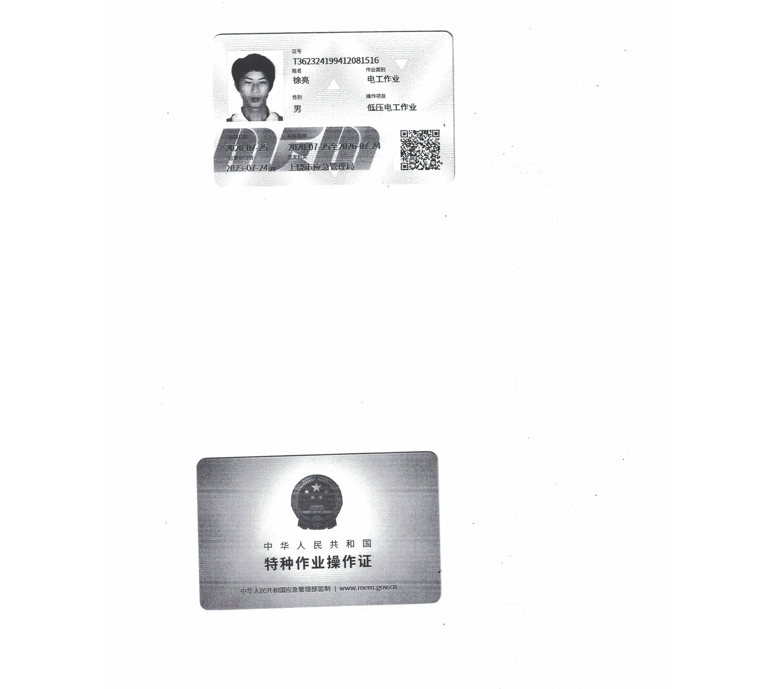 证号
T362324199412081516
姓名
作业类别
徐亮
电工作业
性别
操作项目
男
低压电工作业
2020-07-25
2020-07-25至2026-07-24
2023-07-24前
上饶市应急管理局
中华人民共和国
特种作业操作证
中华人民共和国应急管理部监制 | www.mem.gov.cn